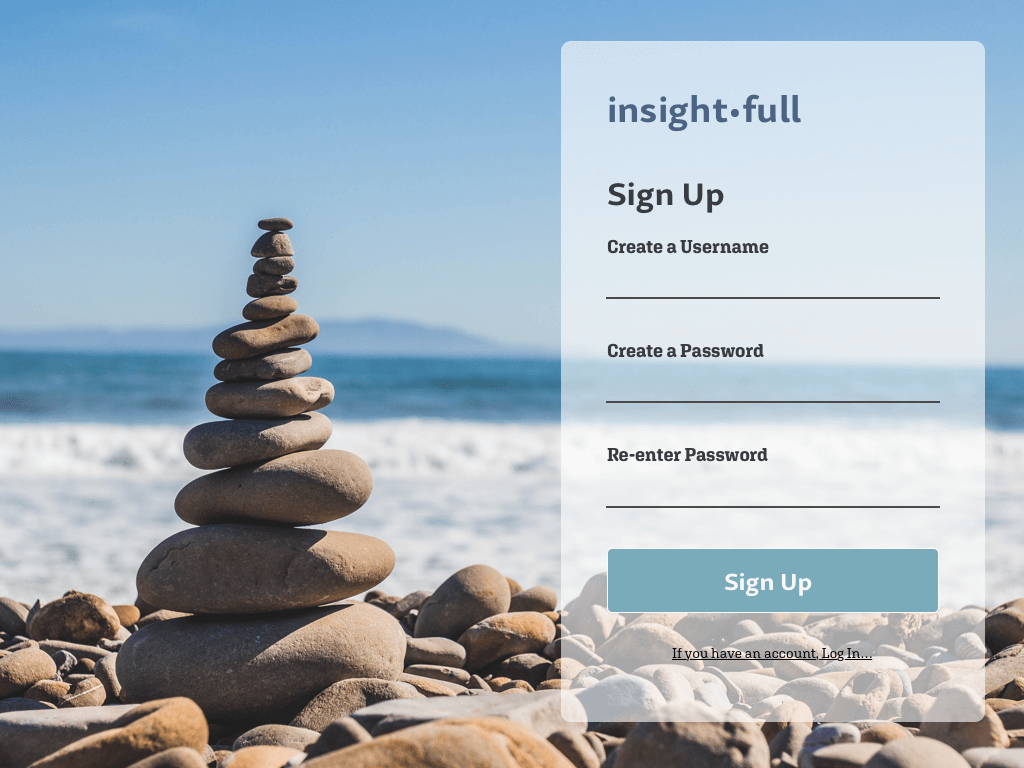 insight•full
Sign Up
Create a Username
Create a Password
Re-enter Password
Sign Up
If you have an account, Log In...